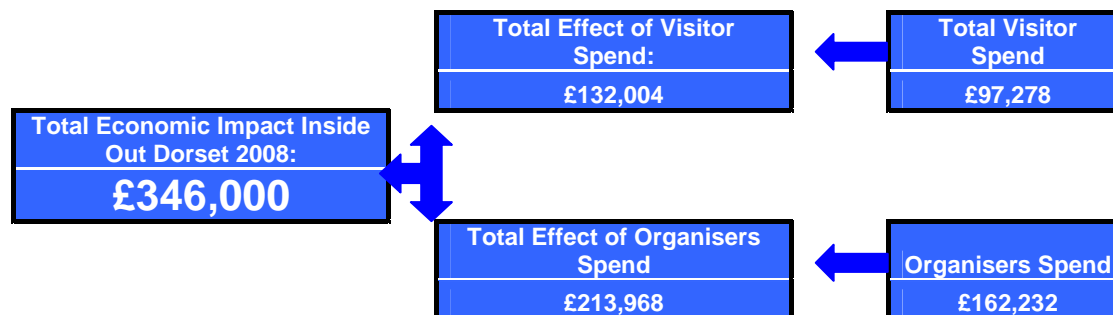 Total Effect of Visitor
Spend:
£132,004
Total Visitor
Spend
£97,278
Total Economic Impact Inside
Out Dorset 2008:
£346,000
Total Effect of Organisers
Spend
£213,968
Organisers Spend
£162,232